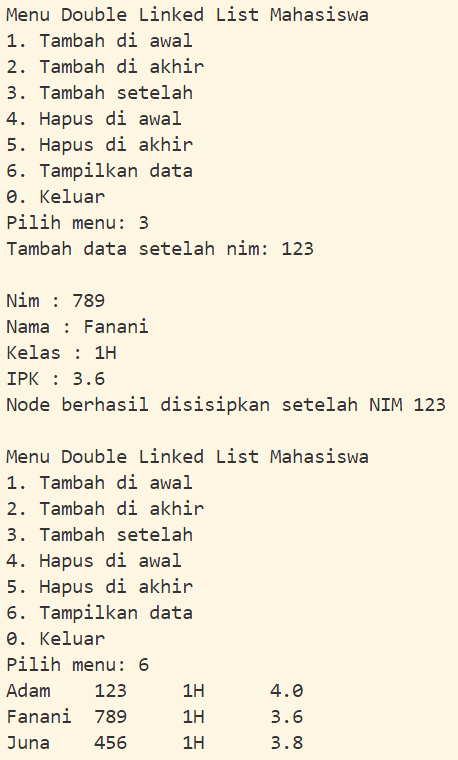 Menu Double Linked List Mahasiswa
1. Tambah di awal
2. Tambah di akhir
3. Tambah setelah
4. Hapus di awal
5. Hapus di akhir
6. Tampilkan data
0. Keluar
Pilih menu: 3
Tambah data setelah nim: 123

Nim : 789
Nama : Fanani
Kelas : 1H
IPK : 3.6
Node berhasil disisipkan setelah NIM 123

Menu Double Linked List Mahasiswa
1. Tambah di awal
2. Tambah di akhir
3. Tambah setelah
4. Hapus di awal
5. Hapus di akhir
6. Tampilkan data
0. Keluar
Pilih menu: 6
Adam    123     1H      4.0
Fanani  789     1H      3.6
Juna    456     1H      3.8